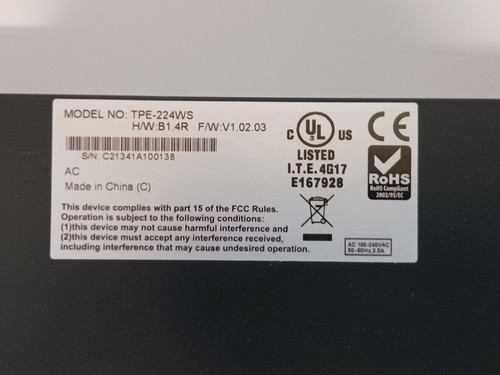 MODEL NO: TPE-224WS
H/W:B1.4R F/W:V1.02.03
S/N: C21341A100138
AC
Made in China (C)
This device complies with part 15 of the FCC Rules.
Operation is subject to the following conditions:
(1)this device may not cause harmful interference and
(2)this device must accept any interference received,
including interference that may cause undesired operation.
C UL US
LISTED
I.T.E. 4G17
E167928
RoHS
RoHS Compliant
2002/95/EC
AC 100-240VAC
50-60Hz,3.5A